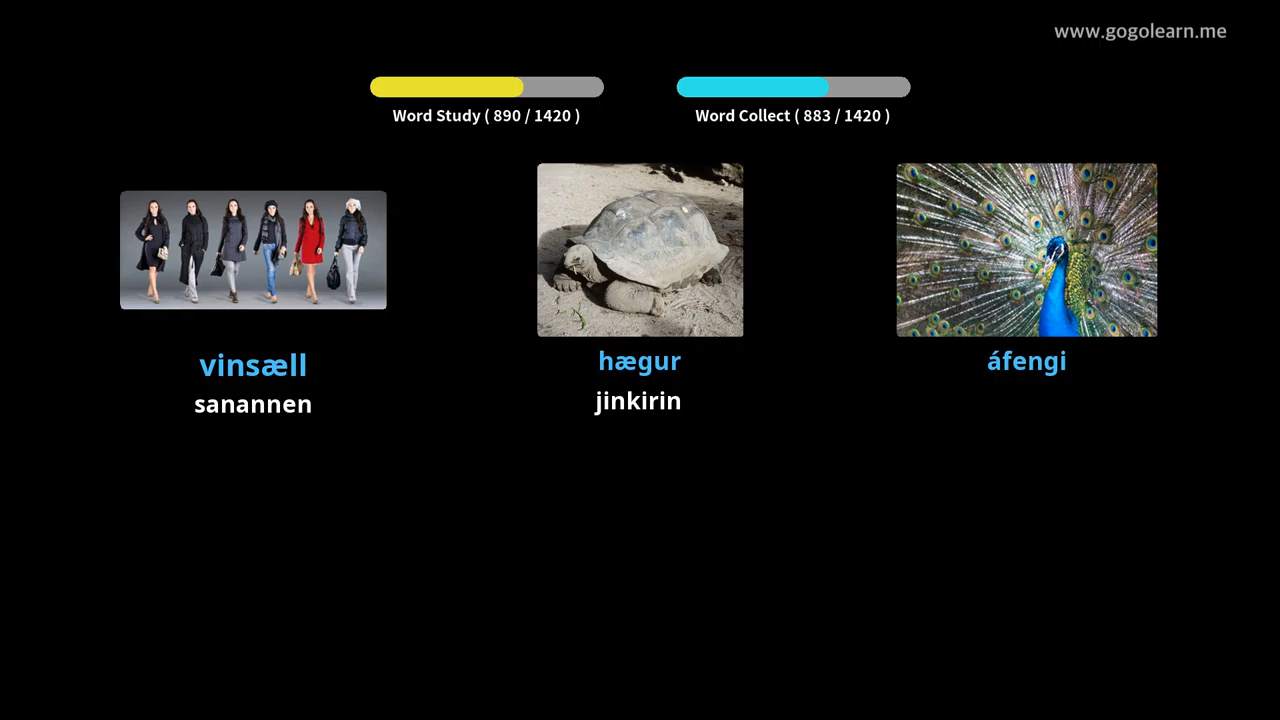 www.gogolearn.me
Word Study ( 890 / 1420 )
Word Collect ( 883 / 1420 )
vinsæll
sanannen
hægur
jinkirin
áfengi